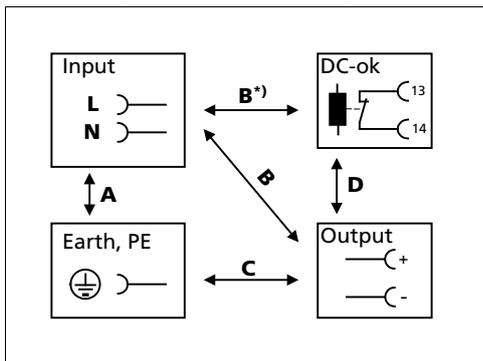 Input
DC-ok
L
N
B*)
13
14
A
B
D
Earth, PE
Output
C
+
-